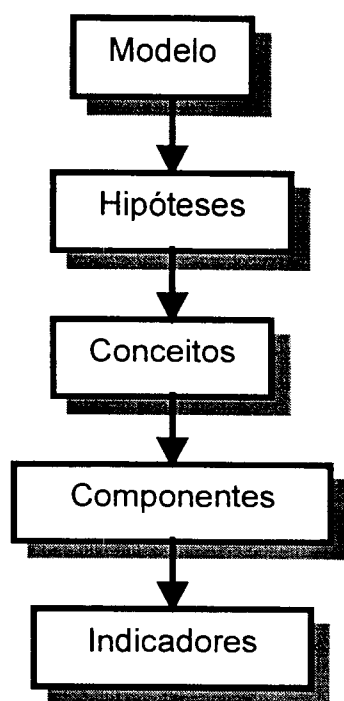 Modelo
Hipóteses
Conceitos
Componentes
Indicadores